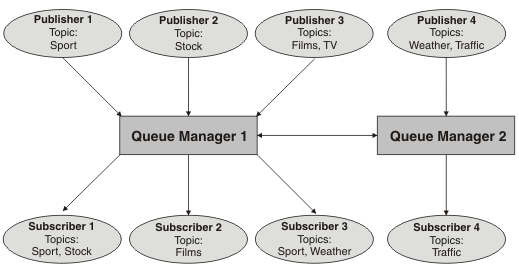 Publisher 1
Topic:
Sport
Publisher 2
Topic:
Stock
Publisher 3
Topics:
Films, TV
Publisher 4
Topics:
Weather, Traffic
Queue Manager 1
Queue Manager 2
Subscriber 1
Topics:
Sport, Stock
Subscriber 2
Topic:
Films
Subscriber 3
Topics:
Sport, Weather
Subscriber 4
Topics:
Traffic